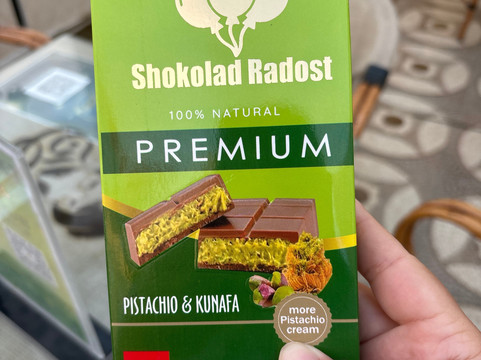 Shokolad Radost
100% NATURAL
PREMIUM
PISTACHIO & KUNAFA
more
Pistachio
cream